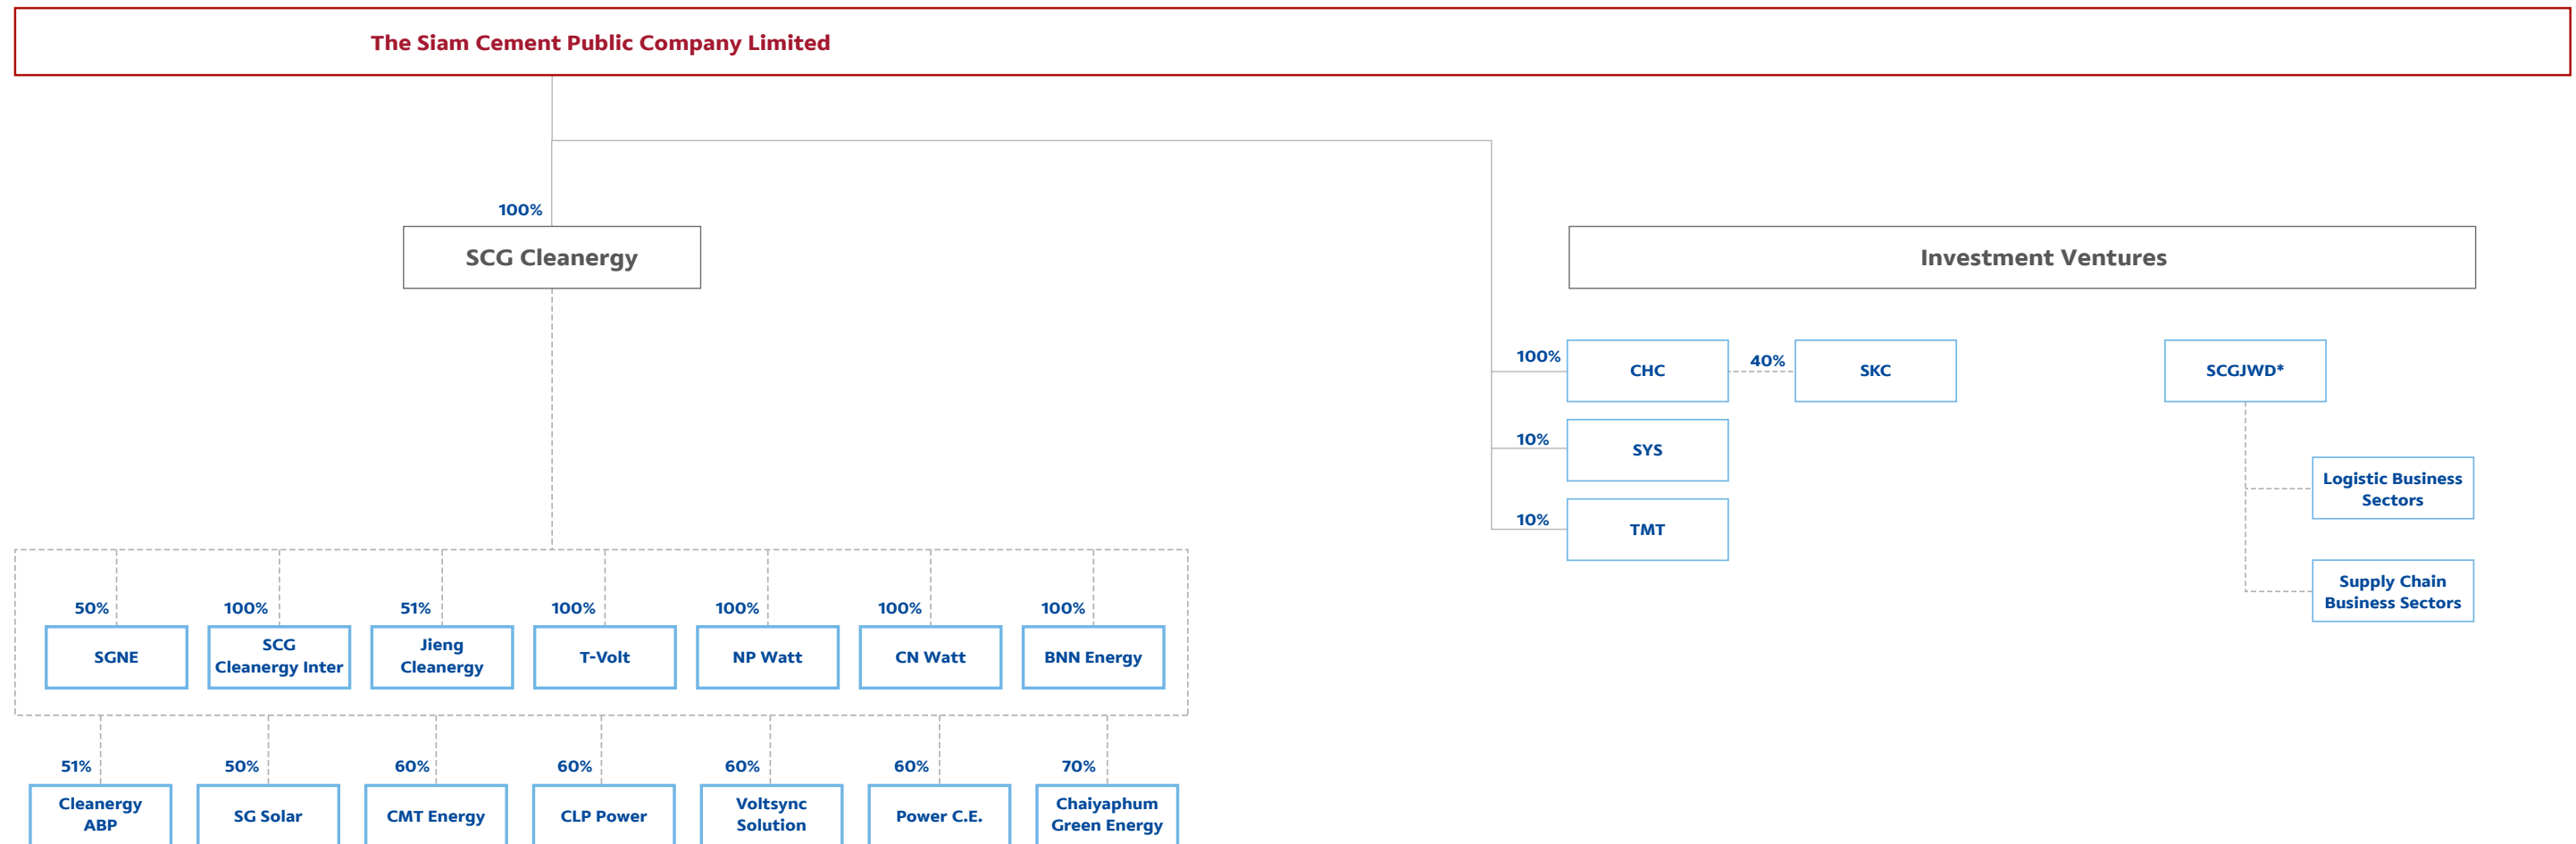 The Siam Cement Public Company Limited
100%
SCG Cleanergy
Investment Ventures
100%
CHC
40%
SKC
SCGJWD*
10%
SYS
Logistic Business
Sectors
10%
TMT
Supply Chain
Business Sectors
50%
100%
51%
100%
100%
100%
100%
SGNE
SCG
Cleanergy Inter
Jieng
Cleanergy
T-Volt
NP Watt
CN Watt
BNN Energy
51%
50%
60%
60%
60%
60%
70%
Cleanergy
ABP
SG Solar
CMT Energy
CLP Power
Voltsync
Solution
Power C.E.
Chaiyaphum
Green Energy